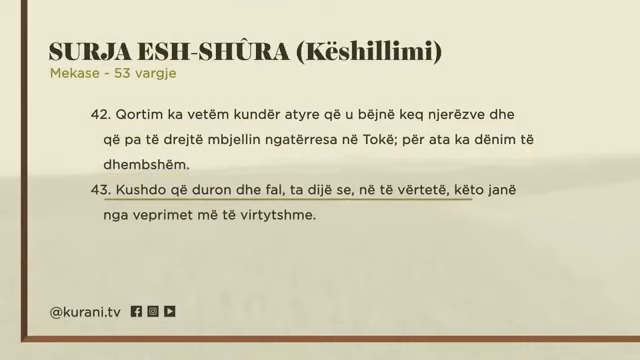 SURJA ESH-SHÛRA (Këshillimi)
Mekase - 53 vargje
42. Qortim ka vetëm kundër atyre që u bëjnë keq njerëzve dhe
që pa të drejtë mbjellin ngatërresa në Tokë; për ata ka dënim të
dhembshëm.
43. Kushdo që duron dhe fal, ta dijë se, në të vërtetë, këto janë
nga veprimet më të virtytshme.
@kurani.tv